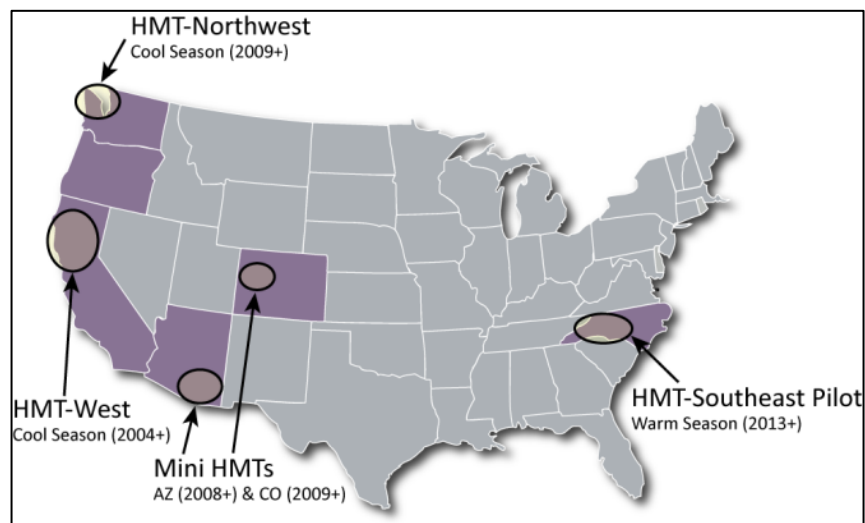 HMT-Northwest
Cool Season (2009+)
HMT-West
Cool Season (2004+)
Mini HMTs
AZ (2008+) & CO (2009+)
HMT-Southeast Pilot
Warm Season (2013+)